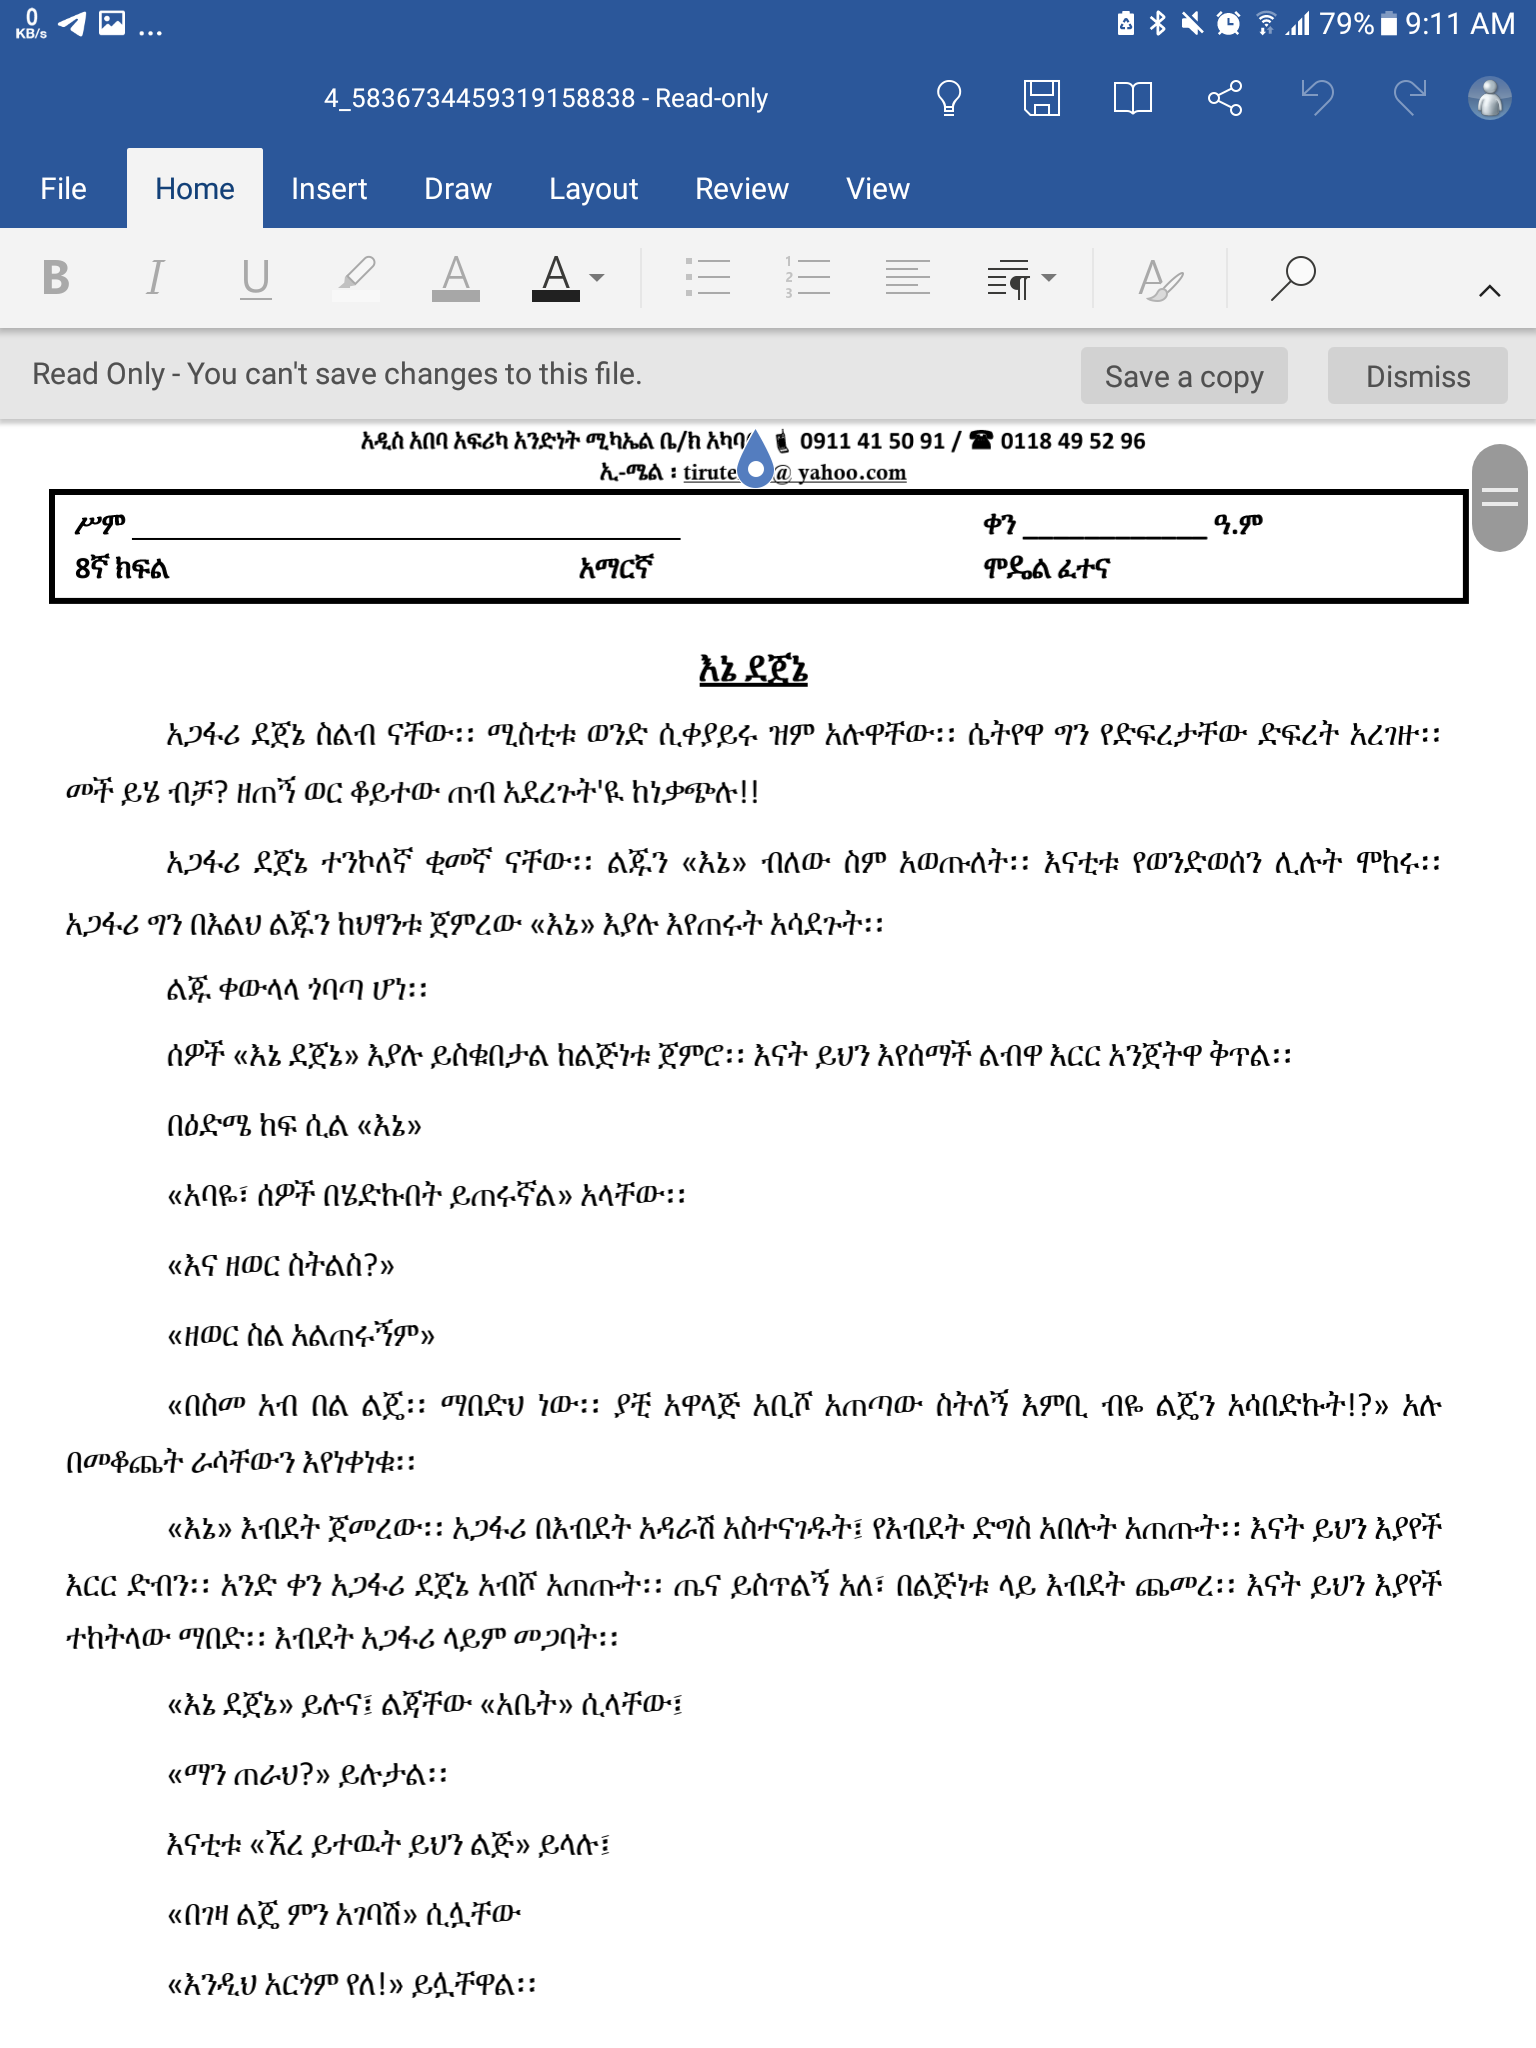 0
KB/s
...
79% 9:11 AM
4_5836734459319158838 - Read-only
File Home Insert Draw Layout Review View
B I U A A
Read Only - You can't save changes to this file. Save a copy Dismiss
አዲስ አበባ አፍሪካ አንድነት ሚካኤል ቤ/ክ 0911 41 50 91 / ☎ 0118 49 52 96
ኢ-ሜል ፡ @ yahoo.com
ሥም ቀን ____________ ዓ.ም
8ኛ ክፍል አማርኛ ሞዴል ፈተና
እኔ ደጀኔ
አጋፋሪ ደጀኔ ስልብ ናቸው፡፡ ሚስቲቱ ወንድ ሲቀያይሩ ዝም አሉዋቸው፡፡ ሴትየዋ ግን የድፍረታቸው ድፍረት አረገዙ፡፡
መች ይሄ ብቻ? ዘጠኝ ወር ቆይተው ጠብ አደረጉት'ዪ ከነቃጭሉ!!
አጋፋሪ ደጀኔ ተንኮለኛ ቂመኛ ናቸው፡፡ ልጁን «እኔ» ብለው ስም አወጡለት፡፡ እናቲቱ የወንድወሰን ሊሉት ሞከሩ፡፡
አጋፋሪ ግን በእልህ ልጁን ከህፃንቱ ጀምረው «እኔ» እያሉ እየጠሩት አሳደጉት፡፡
ልጁ ቀውላላ ጎባጣ ሆነ፡፡
ሰዎች «እኔ ደጀኔ» እያሉ ይስቁበታል ከልጅነቱ ጀምሮ፡፡ እናት ይህን እየሰማች ልብዋ እርር አንጀትዋ ቅጥል፡፡
በዕድሜ ከፍ ሲል «እኔ»
«አባዬ፣ ሰዎች በሄድኩበት ይጠሩኛል» አላቸው፡፡
«እና ዘወር ስትልስ?»
«ዘወር ስል አልጠሩኝም»
«በስመ አብ በል ልጄ፡፡ ማበድህ ነው፡፡ ያቺ አዋላጅ አቢሾ አጠጣው ስትለኝ እምቢ ብዬ ልጄን አሳበድኩት!?» አሉ
በመቆጨት ራሳቸውን እየነቀነቁ፡፡
«እኔ» እብደት ጀመረው፡፡ አጋፋሪ በእብደት አዳራሽ አስተናገዱት፤ የእብደት ድግስ አበሉት አጠጡት፡፡ እናት ይህን እያየች
እርር ድብን፡፡ አንድ ቀን አጋፋሪ ደጀኔ አብሾ አጠጡት፡፡ ጤና ይስጥልኝ አለ፣ በልጅነቱ ላይ እብደት ጨመረ፡፡ እናት ይህን እያየች
ተከትላው ማበድ፡፡ እብደት አጋፋሪ ላይም መጋባት፡፡
«እኔ ደጀኔ» ይሉና፤ ልጃቸው «አቤት» ሲላቸው፤
«ማን ጠራህ?» ይሉታል፡፡
እናቲቱ «ኧረ ይተዉት ይህን ልጅ» ይላሉ፤
«በገዛ ልጄ ምን አገባሽ» ሲሏቸው
«እንዲህ አርጎም የለ!» ይሏቸዋል፡፡